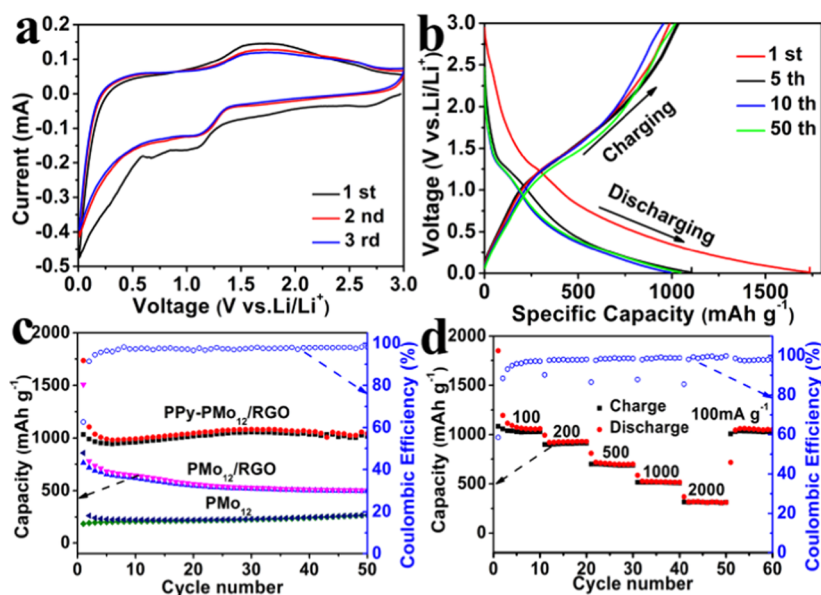 a
0.2
0.1
0.0
-0.1
-0.2
-0.3
-0.4
-0.5
Current (mA)
1 st
2 nd
3 rd
0.0 0.5 1.0 1.5 2.0 2.5 3.0
Voltage (V vs.Li/Li+)
b
3.0
2.5
2.0
1.5
1.0
0.5
0.0
Voltage (V vs.Li/Li+)
1 st
5 th
10 th
50 th
Charging
Discharging
0 500 1000 1500
Specific Capacity (mAh g-1)
c
2000
1500
1000
500
0
Capacity (mAh g-1)
PPy-PMo12/RGO
PMo12/RGO
PMo12
0 10 20 30 40 50
Cycle number
100
80
60
40
20
0
Coulombic Efficiency (%)
d
2000
1500
1000
500
0
Capacity (mAh g-1)
100
200
500
1000
2000
100mA g-1
Charge
Discharge
0 10 20 30 40 50 60
Cycle number
100
80
60
40
20
0
Coulombic Efficiency (%)